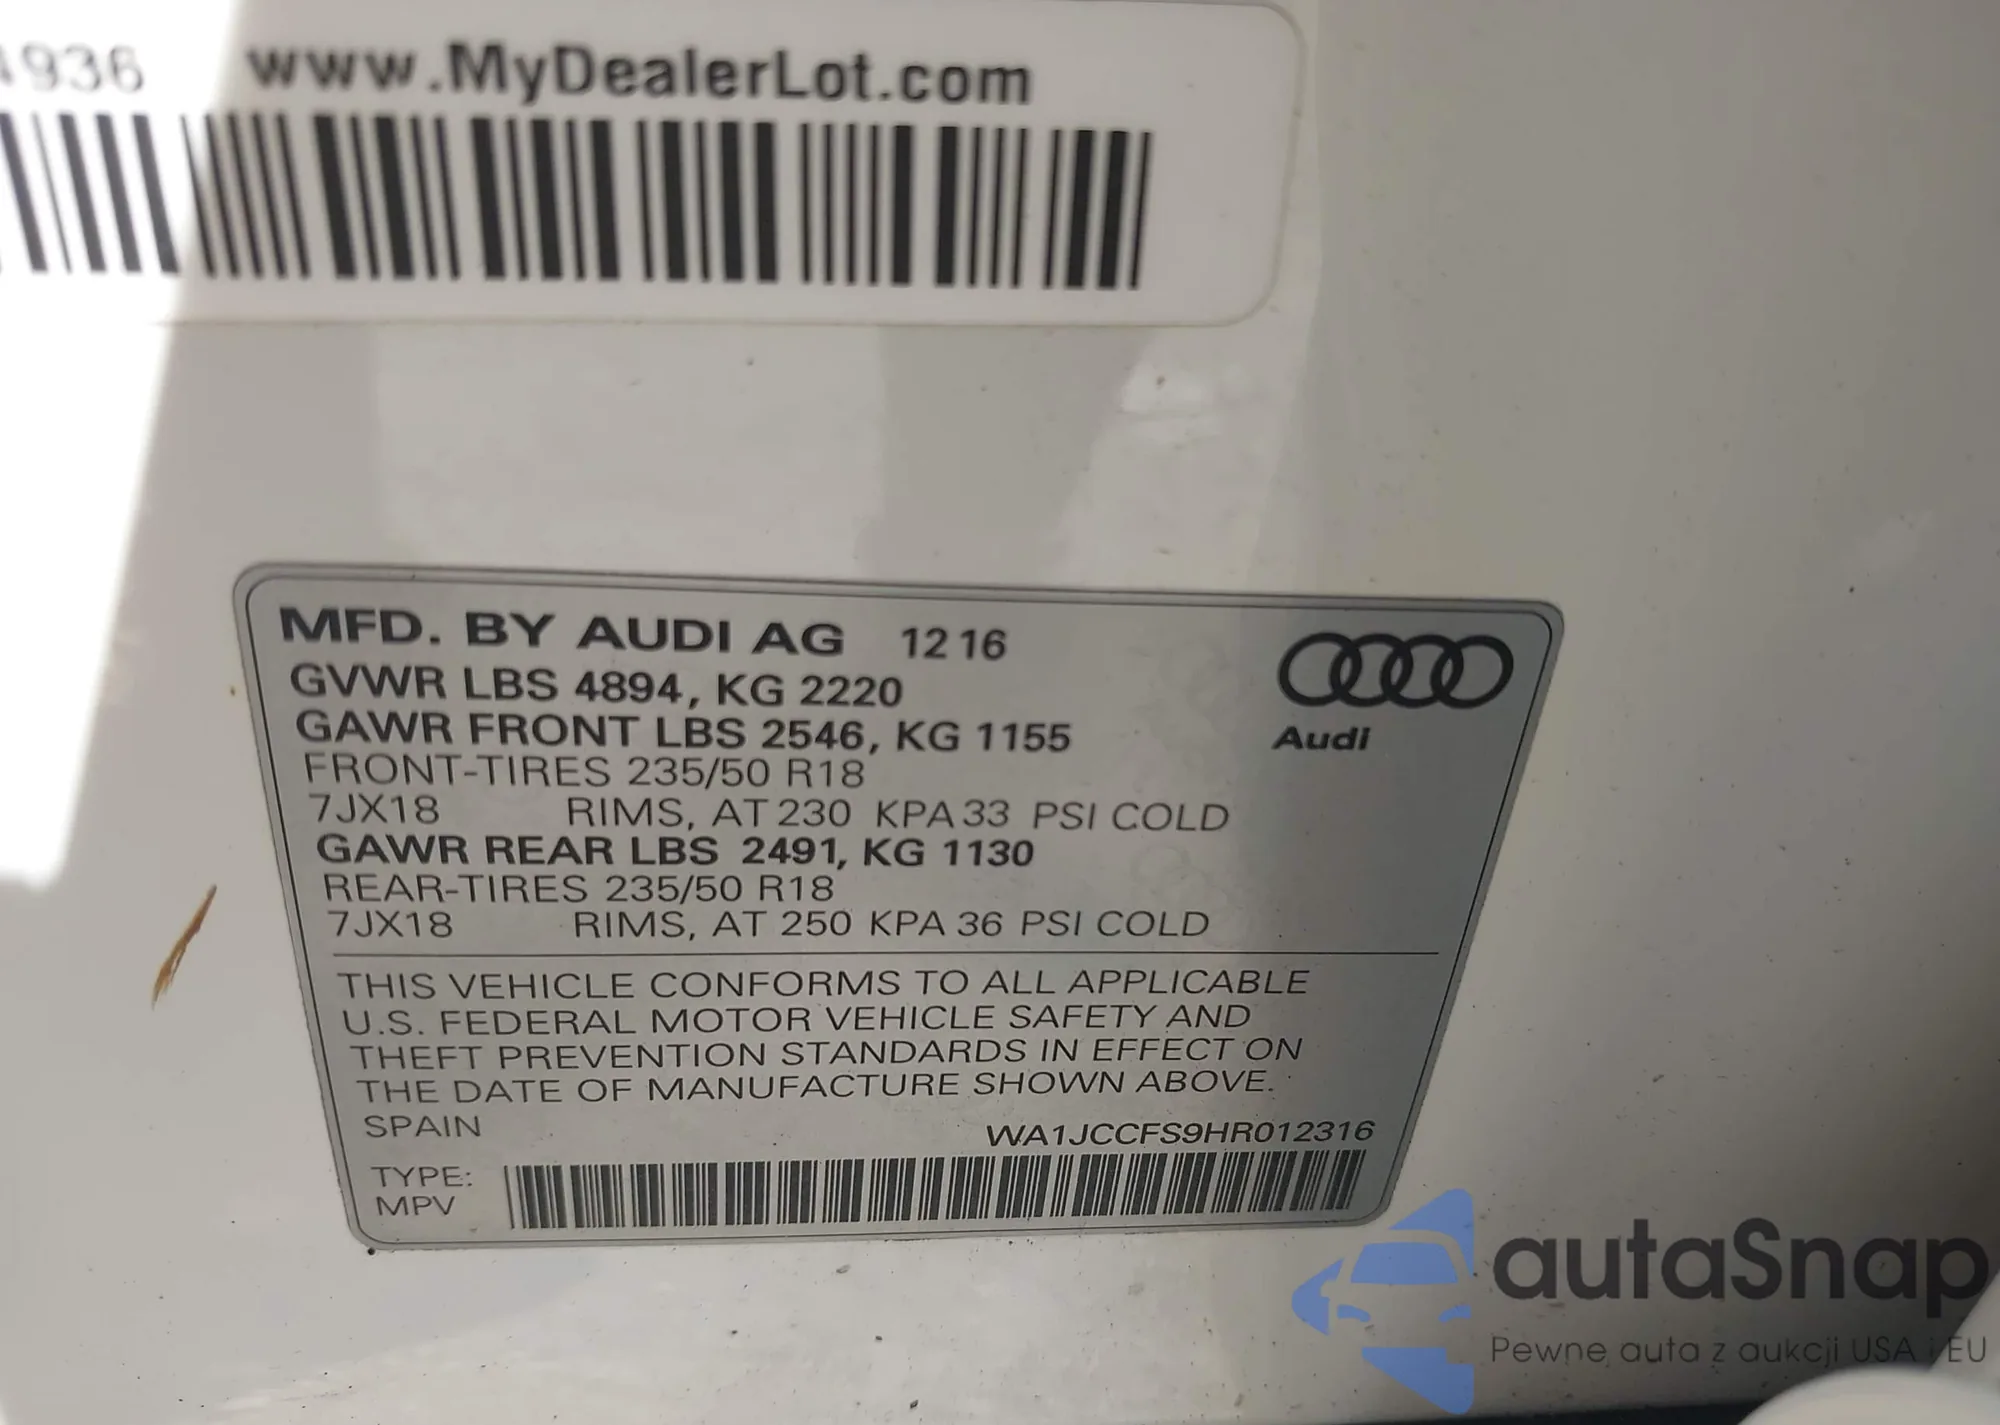 936 www.MyDealerLot.com
MFD. BY AUDI AG 12 16
GVWR LBS 4894, KG 2220
GAWR FRONT LBS 2546, KG 1155
Audi
FRONT-TIRES 235/50 R18
7JX18 RIMS, AT 230 KPA 33 PSI COLD
GAWR REAR LBS 2491, KG 1130
REAR-TIRES 235/50 R18
7JX18 RIMS, AT 250 KPA 36 PSI COLD
THIS VEHICLE CONFORMS TO ALL APPLICABLE
U.S. FEDERAL MOTOR VEHICLE SAFETY AND
THEFT PREVENTION STANDARDS IN EFFECT ON
THE DATE OF MANUFACTURE SHOWN ABOVE.
SPAIN WA1JCCFS9HR012316
TYPE:
MPV
autaSnap
Pewne auta z aukcji USA i EU